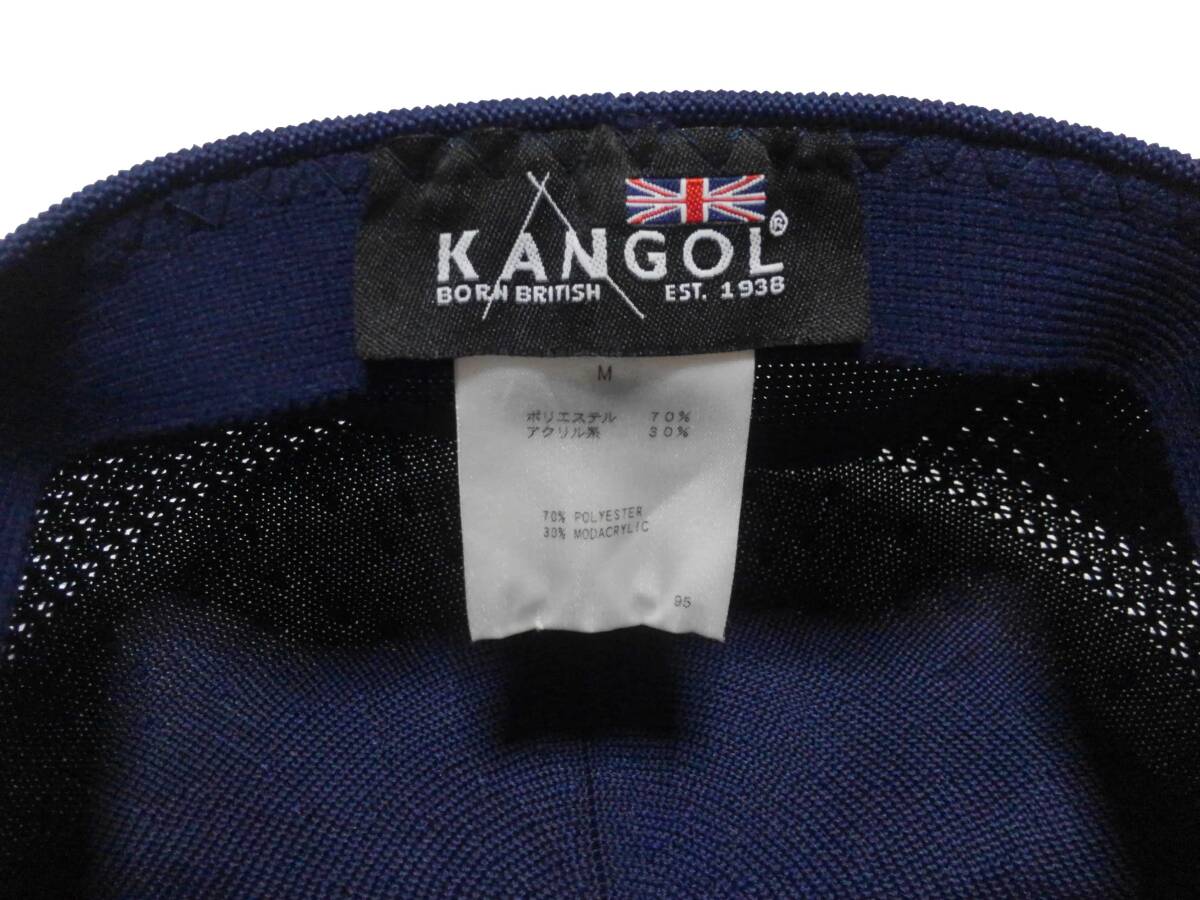 KANGOL®
BORN BRITISH EST. 1938
M
ポリエステル 70%
アクリル系 30%
70% POLYESTER
30% MODACRYLIC
95